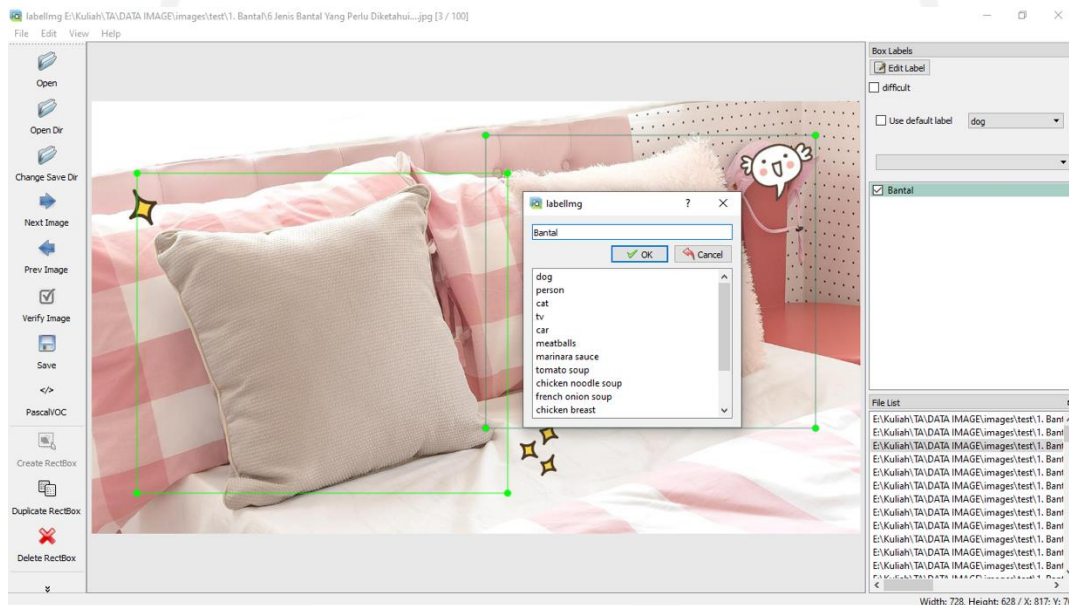 labelImg E:\Kuliah\TA\DATA IMAGE\images\test\1. Bantal\6 Jenis Bantal Yang Perlu Diketahui....jpg [3 / 100]
File Edit View Help
Open
Open Dir
Change Save Dir
Next Image
Prev Image
Verify Image
Save
</>
PascalVOC
Create RectBox
Duplicate RectBox
Delete RectBox
labelImg
Bantal
OK Cancel
dog
person
cat
tv
car
meatballs
marinara sauce
tomato soup
chicken noodle soup
french onion soup
chicken breast
Box Labels
Edit Label
difficult
Use default label dog
Bantal
File List
E:\Kuliah\TA\DATA IMAGE\images\test\1. Bant
E:\Kuliah\TA\DATA IMAGE\images\test\1. Bant
E:\Kuliah\TA\DATA IMAGE\images\test\1. Bant
E:\Kuliah\TA\DATA IMAGE\images\test\1. Bant
E:\Kuliah\TA\DATA IMAGE\images\test\1. Bant
E:\Kuliah\TA\DATA IMAGE\images\test\1. Bant
E:\Kuliah\TA\DATA IMAGE\images\test\1. Bant
E:\Kuliah\TA\DATA IMAGE\images\test\1. Bant
E:\Kuliah\TA\DATA IMAGE\images\test\1. Bant
E:\Kuliah\TA\DATA IMAGE\images\test\1. Bant
E:\Kuliah\TA\DATA IMAGE\images\test\1. Bant
E:\Kuliah\TA\DATA IMAGE\images\test\1. Bant
Width: 728, Height: 628 / X: 817; Y: